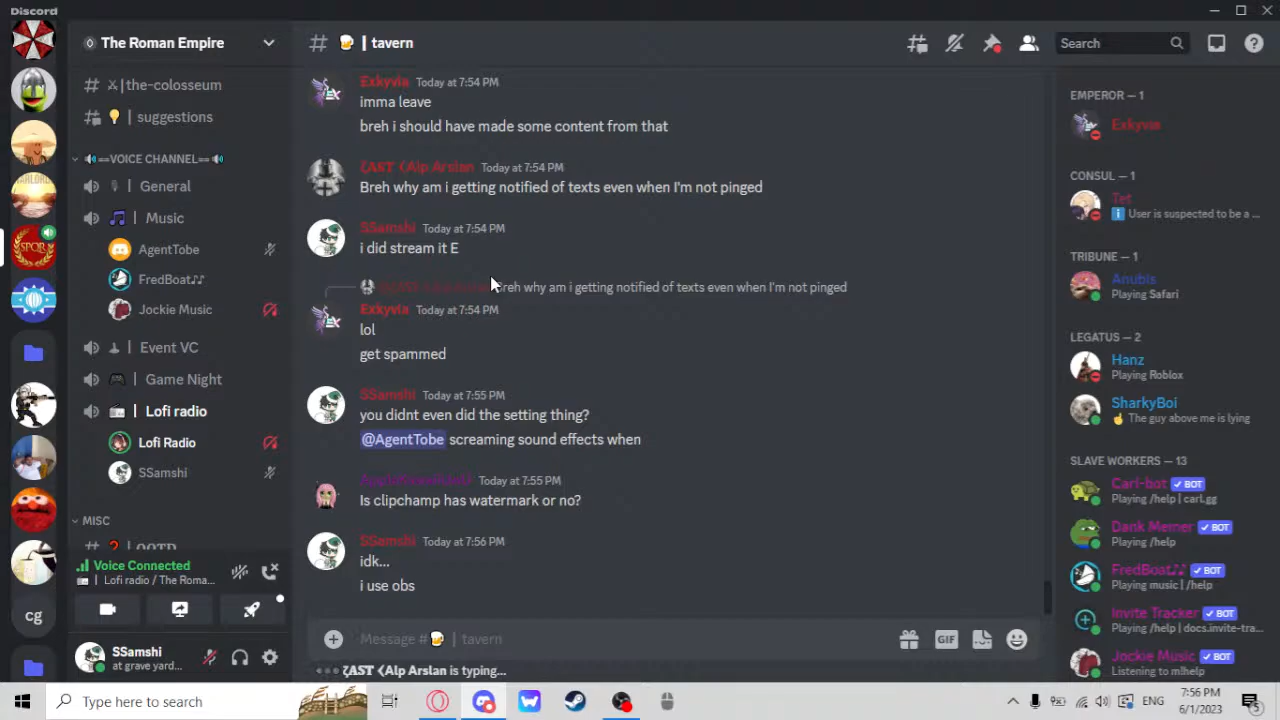 Discord
The Roman Empire
the-colosseum
suggestions
==VOICE CHANNEL==
General
Music
AgentTobe
FredBoat♪♪
Jockie Music
Event VC
Game Night
Lofi radio
Lofi Radio
SSamshi
MISC
OOTD
Voice Connected
Lofi radio / The Roma...
SSamshi
at grave yard...
cg
SPQR
# 🍺 | tavern
Search
Exkyvia Today at 7:54 PM
imma leave
breh i should have made some content from that
ζAST ☾Alp Arslan Today at 7:54 PM
Breh why am i getting notified of texts even when I'm not pinged
SSamshi Today at 7:54 PM
i did stream it E
Breh why am i getting notified of texts even when I'm not pinged
Exkyvia Today at 7:54 PM
lol
get spammed
SSamshi Today at 7:55 PM
you didnt even did the setting thing?
@AgentTobe screaming sound effects when
Today at 7:55 PM
Is clipchamp has watermark or no?
SSamshi Today at 7:56 PM
idk...
i use obs
Message #🍺 | tavern
GIF
ζAST ☾Alp Arslan is typing...
EMPEROR — 1
Exkyvia
CONSUL — 1
Tet
User is suspected to be a ...
TRIBUNE — 1
Anubis
Playing Safari
LEGATUS — 2
Hanz
Playing Roblox
SharkyBoi
The guy above me is lying
SLAVE WORKERS — 13
Carl-bot ✓ BOT
Playing /help | carl.gg
Dank Memer ✓ BOT
Playing /help
FredBoat♪♪ ✓ BOT
Playing music | /help
Invite Tracker ✓ BOT
Playing /help | docs.invite-tra...
Jockie Music ✓ BOT
Listening to m!help
Type here to search
ENG
7:56 PM
6/1/2023
5